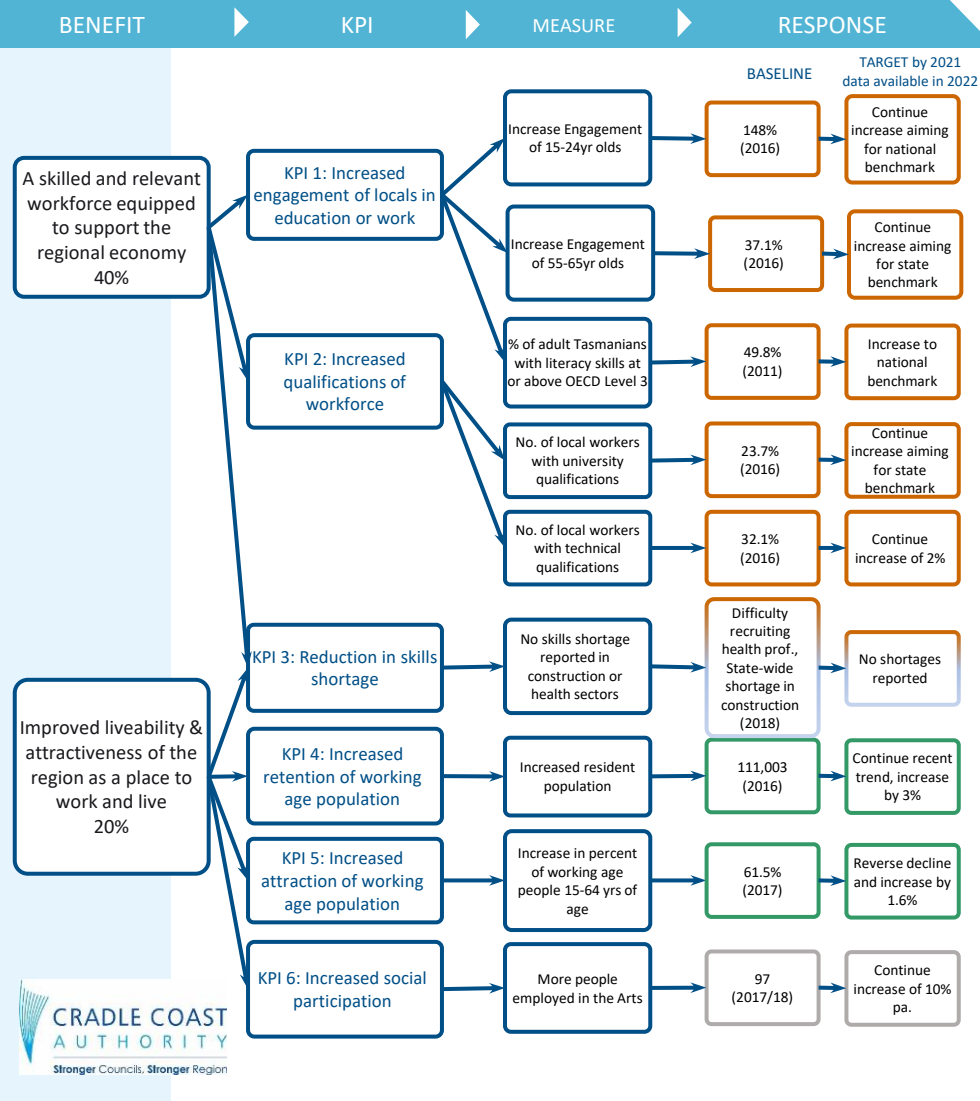 BENEFIT
KPI
MEASURE
RESPONSE
BASELINE
TARGET by 2021
data available in 2022
A skilled and relevant
workforce equipped
to support the
regional economy
40%
KPI 1: Increased
engagement of locals in
education or work
Increase Engagement
of 15-24yr olds
148%
(2016)
Continue
increase aiming
for national
benchmark
Increase Engagement
of 55-65yr olds
37.1%
(2016)
Continue
increase aiming
for state
benchmark
% of adult Tasmanians
with literacy skills at
or above OECD Level 3
49.8%
(2011)
Increase to
national
benchmark
KPI 2: Increased
qualifications of
workforce
No. of local workers
with university
qualifications
23.7%
(2016)
Continue
increase aiming
for state
benchmark
No. of local workers
with technical
qualifications
32.1%
(2016)
Continue
increase of 2%
KPI 3: Reduction in skills
shortage
No skills shortage
reported in
construction or
health sectors
Difficulty
recruiting
health prof.,
State-wide
shortage in
construction
(2018)
No shortages
reported
Improved liveability &
attractiveness of the
region as a place to
work and live
20%
KPI 4: Increased
retention of working
age population
Increased resident
population
111,003
(2016)
Continue recent
trend, increase
by 3%
KPI 5: Increased
attraction of working
age population
Increase in percent
of working age
people 15-64 yrs of
age
61.5%
(2017)
Reverse decline
and increase by
1.6%
KPI 6: Increased social
participation
More people
employed in the Arts
97
(2017/18)
Continue
increase of 10%
pa.
CRADLE COAST
AUTHORITY
Stronger Councils, Stronger Region